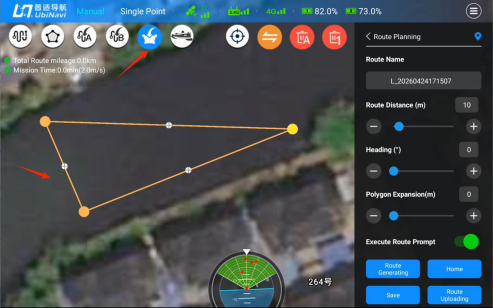 普适导航
UbiNavi
Manual
Single Point
4G
82.0%
73.0%
A
B
A
1
Total Route mileage:0.0km
Mission Time:0.0min(2.0m/s)
264号
Route Planning
Route Name
L_20260424171507
Route Distance (m)
10
Heading (°)
0
Polygon Expansion(m)
0
Execute Route Prompt
Route
Generating
Home
Save
Route
Uploading